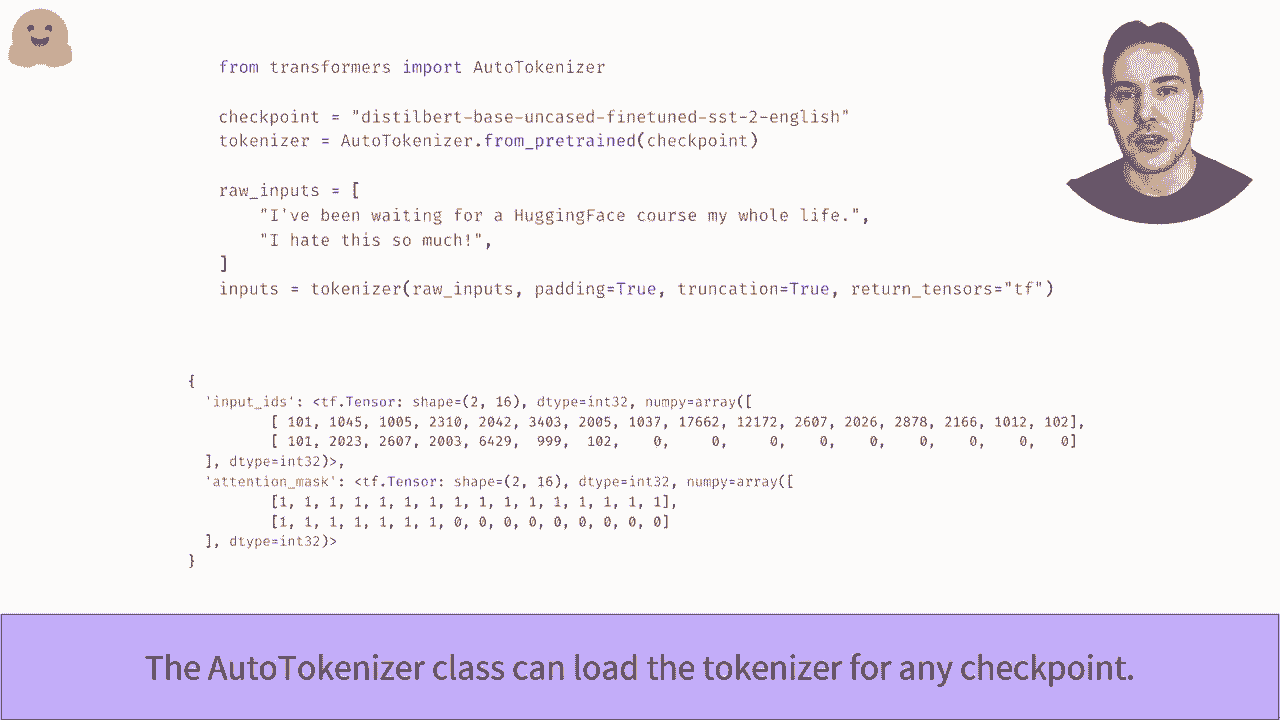 from transformers import AutoTokenizer
checkpoint = "distilbert-base-uncased-finetuned-sst-2-english"
tokenizer = AutoTokenizer.from_pretrained(checkpoint)
raw_inputs = [
"I've been waiting for a HuggingFace course my whole life.",
"I hate this so much!",
]
inputs = tokenizer(raw_inputs, padding=True, truncation=True, return_tensors="tf")
{
'input_ids': <tf.Tensor: shape=(2, 16), dtype=int32, numpy=array([
[ 101, 1045, 1005, 2310, 2042, 3403, 2005, 1037, 17662, 12172, 2607, 2026, 2878, 2166, 1012, 102],
[ 101, 2023, 2607, 2003, 6429, 999, 102, 0, 0, 0, 0, 0, 0, 0, 0, 0]
], dtype=int32)>,
'attention_mask': <tf.Tensor: shape=(2, 16), dtype=int32, numpy=array([
[1, 1, 1, 1, 1, 1, 1, 1, 1, 1, 1, 1, 1, 1, 1, 1],
[1, 1, 1, 1, 1, 1, 1, 0, 0, 0, 0, 0, 0, 0, 0, 0]
], dtype=int32)>
}
The AutoTokenizer class can load the tokenizer for any checkpoint.